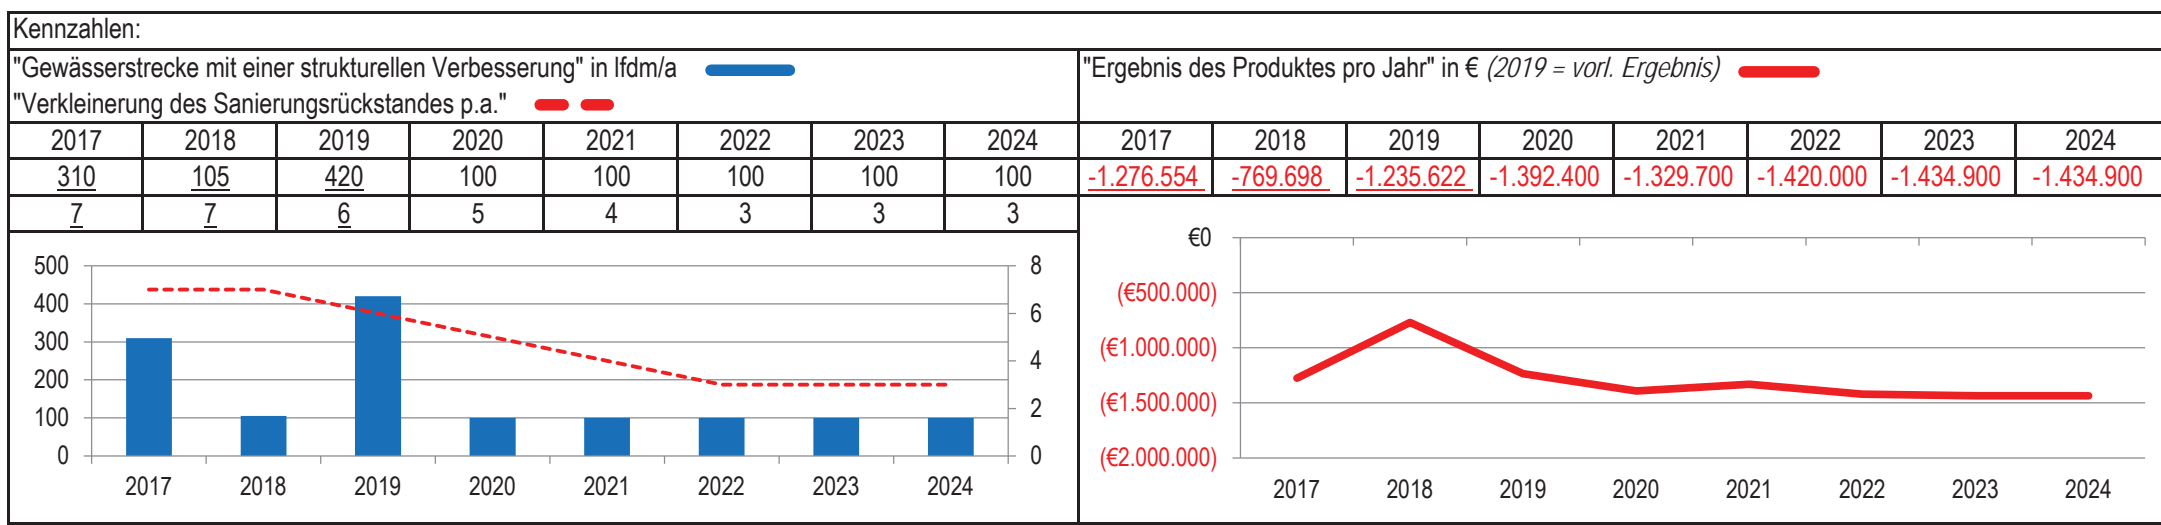 Kennzahlen:
"Gewässerstrecke mit einer strukturellen Verbesserung" in lfdm/a
"Verkleinerung des Sanierungsrückstandes p.a."
2017 2018 2019 2020 2021 2022 2023 2024
310 105 420 100 100 100 100 100
7 7 6 5 4 3 3 3
500 8
400
300
200
100
0
6
4
2
0
2017 2018 2019 2020 2021 2022 2023 2024
"Ergebnis des Produktes pro Jahr" in € (2019 = vorl. Ergebnis)
2017 2018 2019 2020 2021 2022 2023 2024
-1.276.554 -769.698 -1.235.622 -1.392.400 -1.329.700 -1.420.000 -1.434.900 -1.434.900
€0
(€500.000)
(€1.000.000)
(€1.500.000)
(€2.000.000)
2017 2018 2019 2020 2021 2022 2023 2024